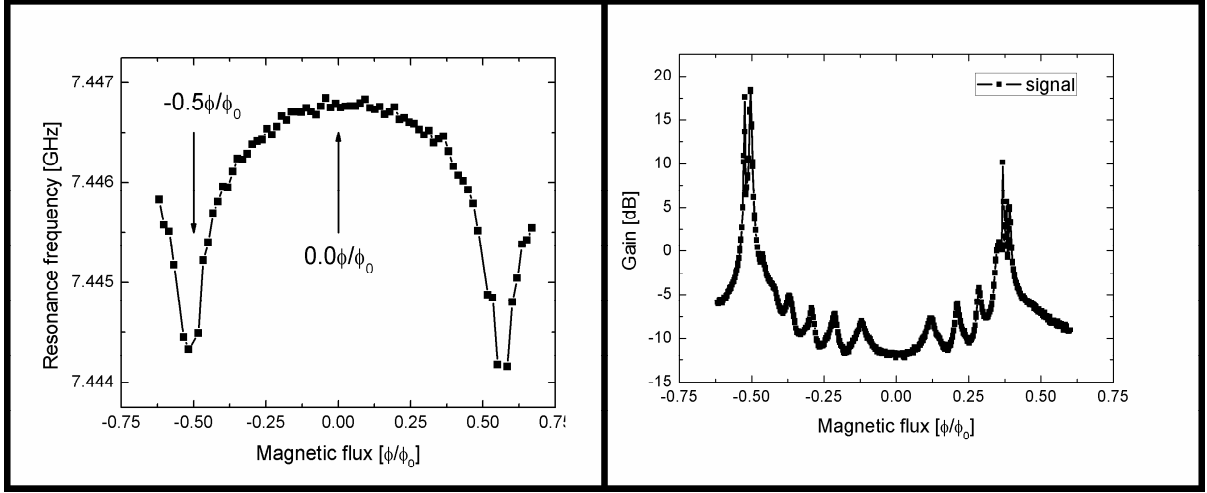 7.447
7.446
7.445
7.444
Resonance frequency [GHz]
-0.5ϕ/ϕ0
0.0ϕ/ϕ0
-0.75 -0.50 -0.25 0.00 0.25 0.50 0.75
Magnetic flux [ϕ/ϕ0]
20
15
10
5
0
-5
-10
-15
Gain [dB]
signal
-0.75 -0.50 -0.25 0.00 0.25 0.50 0.75
Magnetic flux [ϕ/ϕ0]